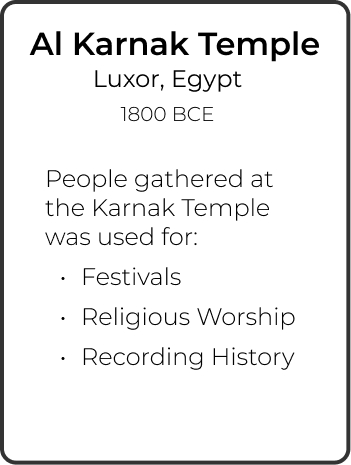 Al Karnak Temple
Luxor, Egypt
1800 BCE
People gathered at
the Karnak Temple
was used for:
· Festivals
· Religious Worship
· Recording History